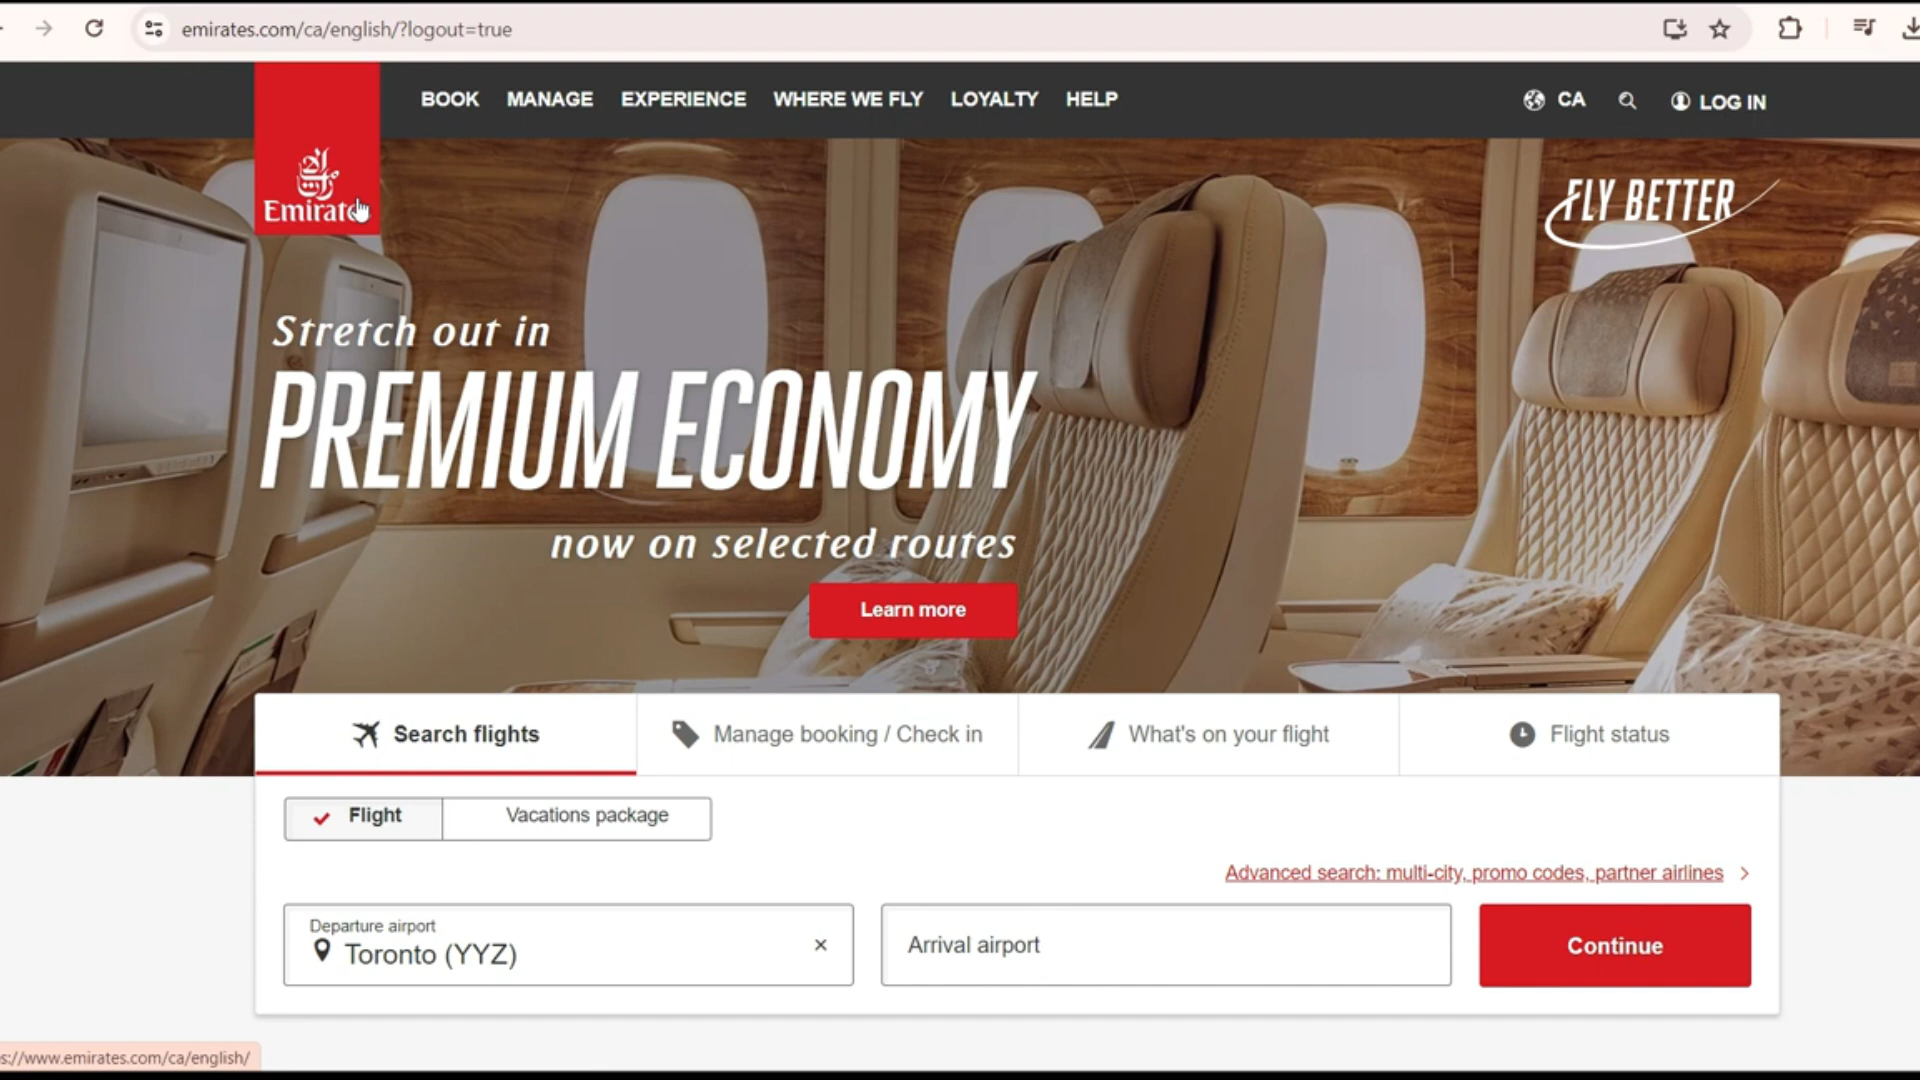 emirates.com/ca/english/?logout=true
BOOK MANAGE EXPERIENCE WHERE WE FLY LOYALTY HELP
CA LOG IN
FLY BETTER
Stretch out in
PREMIUM ECONOMY
now on selected routes
Learn more
Search flights
Manage booking / Check in
What's on your flight
Flight status
Flight
Vacations package
Advanced search: multi-city, promo codes, partner airlines
Departure airport
Toronto (YYZ)
Arrival airport
Continue
s://www.emirates.com/ca/english/